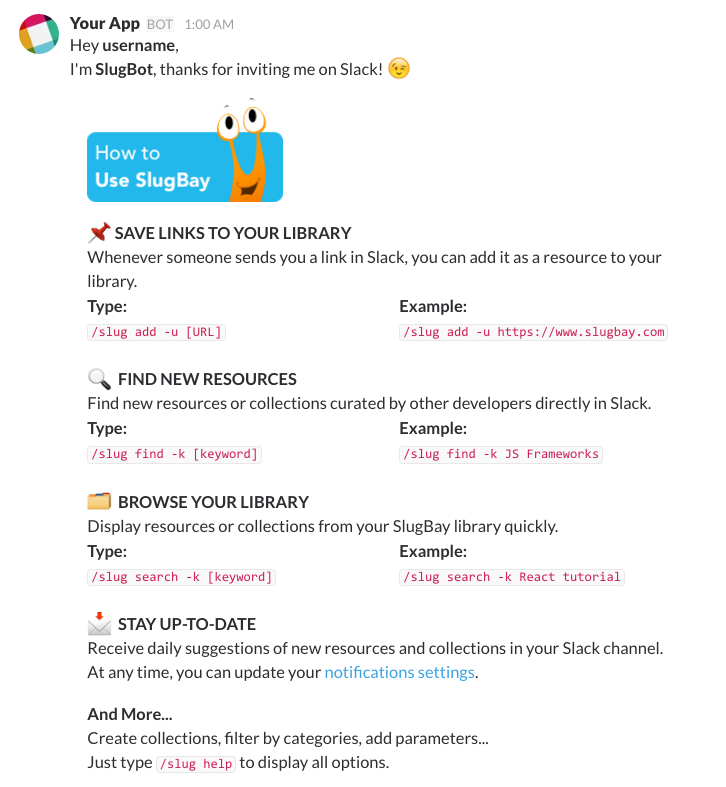 Your App BOT 1:00 AM
Hey username,
I'm SlugBot, thanks for inviting me on Slack! 😉
How to
Use SlugBay
📌 SAVE LINKS TO YOUR LIBRARY
Whenever someone sends you a link in Slack, you can add it as a resource to your
library.
Type: Example:
/slug add -u [URL] /slug add -u https://www.slugbay.com
🔍 FIND NEW RESOURCES
Find new resources or collections curated by other developers directly in Slack.
Type: Example:
/slug find -k [keyword] /slug find -k JS Frameworks
🗂 BROWSE YOUR LIBRARY
Display resources or collections from your SlugBay library quickly.
Type: Example:
/slug search -k [keyword] /slug search -k React tutorial
📩 STAY UP-TO-DATE
Receive daily suggestions of new resources and collections in your Slack channel.
At any time, you can update your notifications settings.
And More...
Create collections, filter by categories, add parameters...
Just type /slug help to display all options.